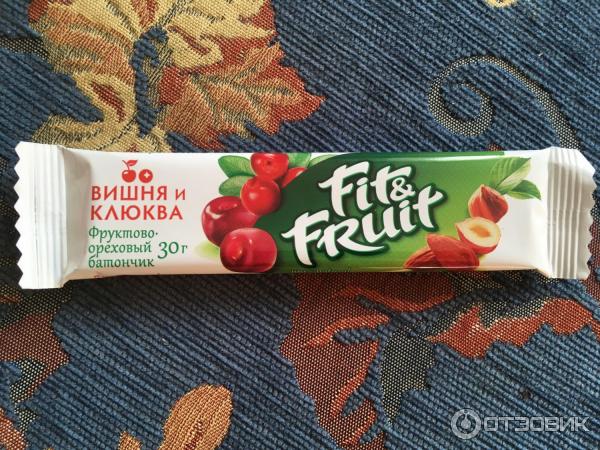 ВИШНЯ И
КЛЮКВА
Фруктово-
ореховый 30 г
батончик
Fit &
FRuit
ОТЗОВИК